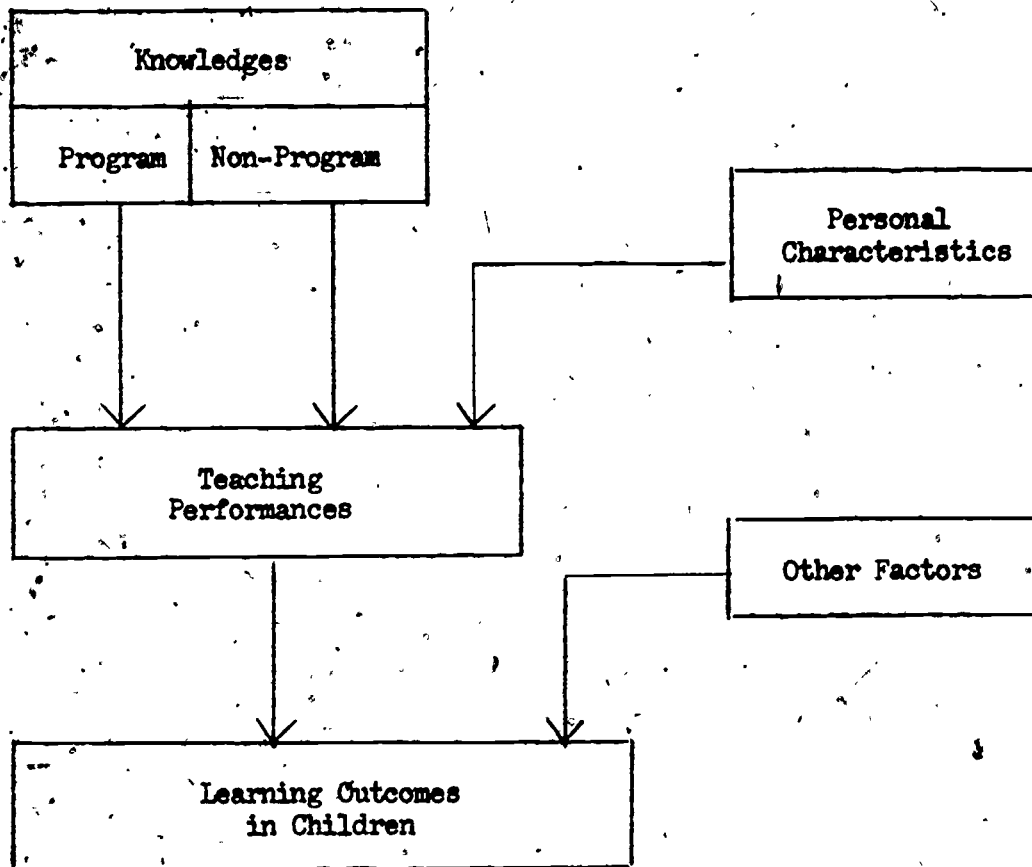 Knowledges
Program
Non-Program
Personal
Characteristics
Teaching
Performances
Other Factors
Learning Outcomes
in Children